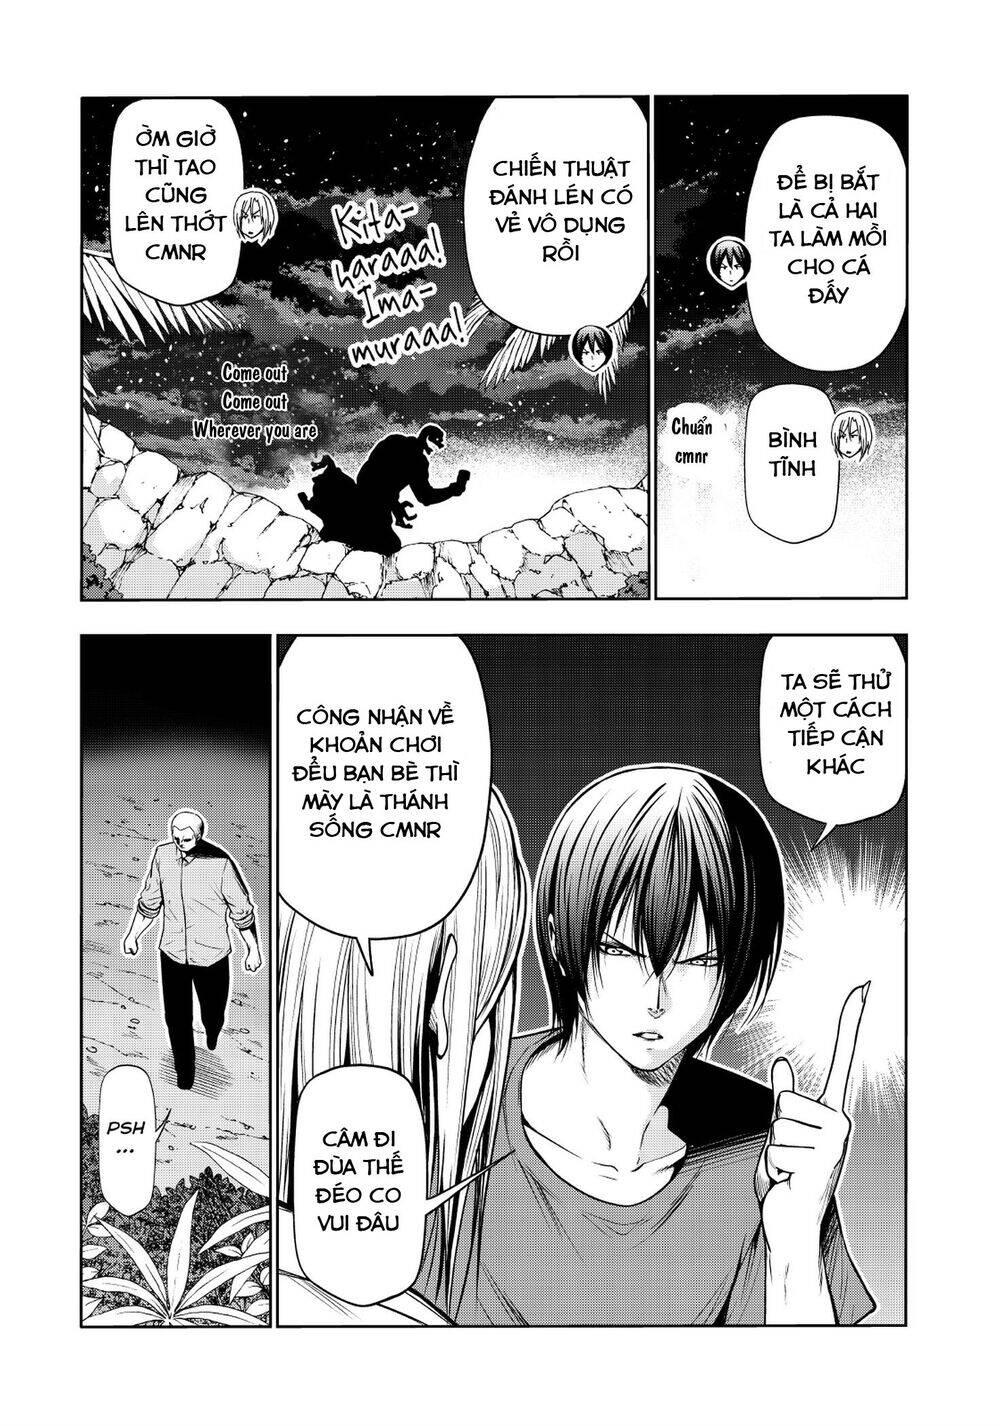 ĐỂ BỊ BẮT
LÀ CẢ HAI
TA LÀM MỒI
CHO CÁ
ĐẤY
BÌNH
TĨNH
Chuẩn
cmnr
CHIẾN THUẬT
ĐÁNH LÉN CÓ
VẺ VÔ DỤNG
RỒI
Kita-
haraaa!
Ima-
muraaa!
ỜM GIỜ
THÌ TAO
CŨNG
LÊN THỚT
CMNR
Come out
Come out
Wherever you are
TA SẼ THỬ
MỘT CÁCH
TIẾP CẬN
KHÁC
CÔNG NHẬN VỀ
KHOẢN CHƠI
ĐỂU BẠN BÈ THÌ
MÀY LÀ THÁNH
SỐNG CMNR
CÂM ĐI
ĐÙA THẾ
ĐÉO CO
VUI ĐÂU
PSH
...